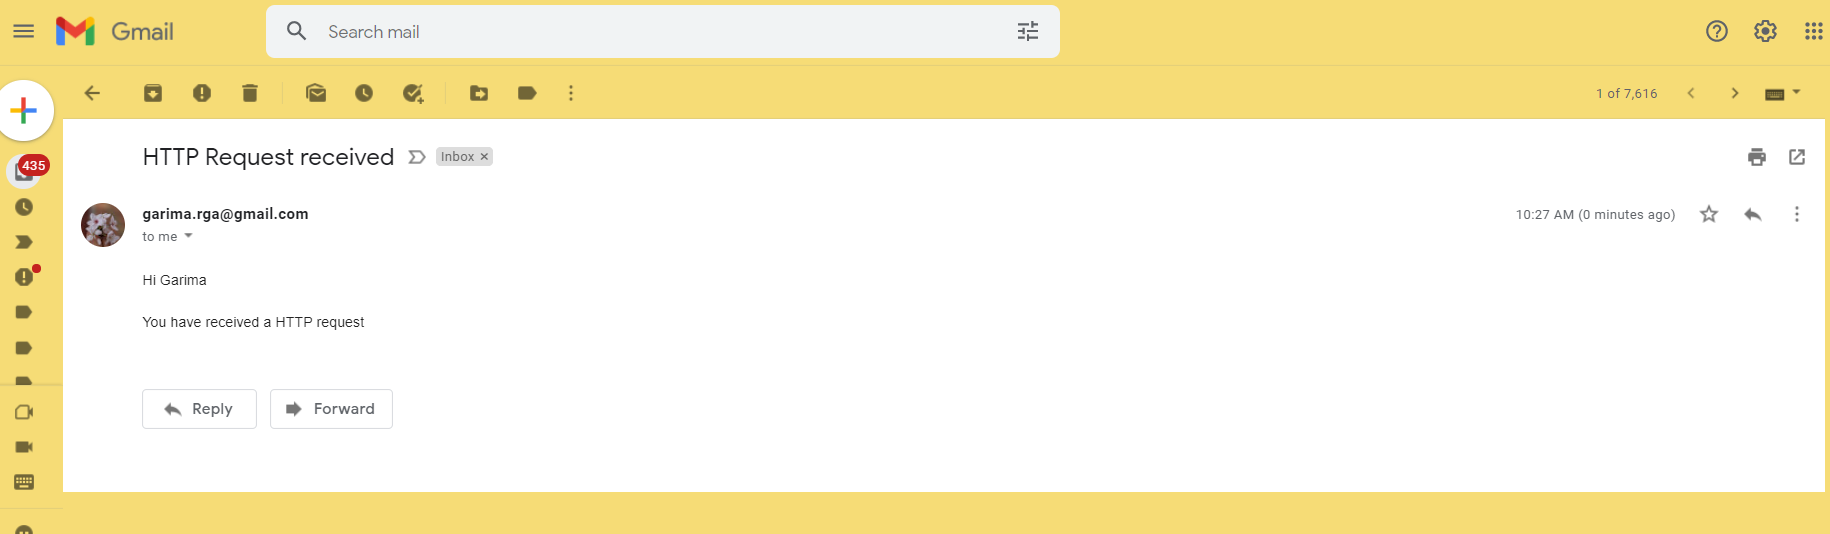 Gmail
Search mail
1 of 7,616
435
HTTP Request received
Inbox ×
garima.rga@gmail.com
10:27 AM (0 minutes ago)
to me
Hi Garima
You have received a HTTP request
Reply
Forward